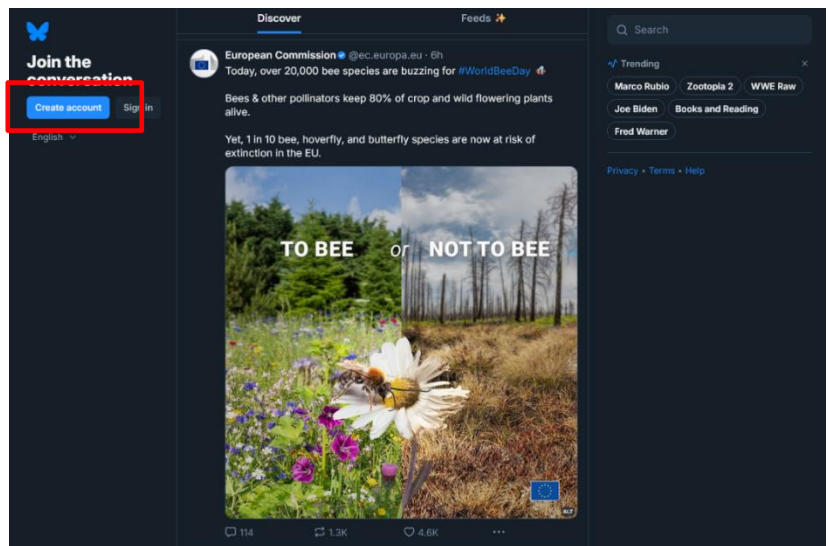 Join the
conversation
Create account
Sign in
English
Discover
Feeds ✨
European Commission @ec.europa.eu · 6h
Today, over 20,000 bee species are buzzing for #WorldBeeDay
Bees & other pollinators keep 80% of crop and wild flowering plants
alive.
Yet, 1 in 10 bee, hoverfly, and butterfly species are now at risk of
extinction in the EU.
TO BEE or NOT TO BEE
ALT
114
1.3K
4.6K
Search
Trending
Marco Rubio
Zootopia 2
WWE Raw
Joe Biden
Books and Reading
Fred Warner
Privacy • Terms • Help